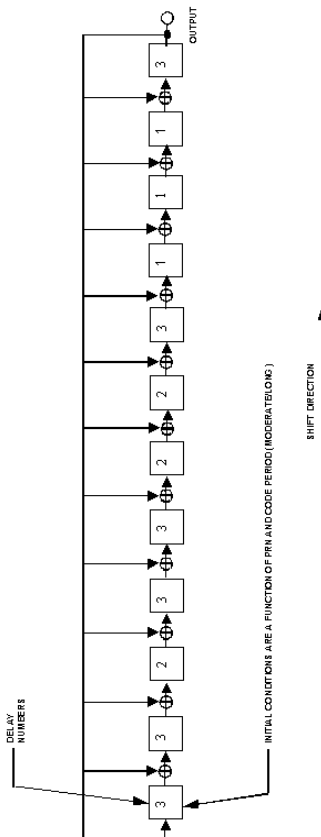 DELAY
NUMBERS
3 3 2 3 3 2 2 3 1 1 1 3
OUTPUT
INITIAL CONDITIONS ARE A FUNCTION OF PRN AND CODE PERIOD (MODERATE/LONG)
SHIFT DIRECTION